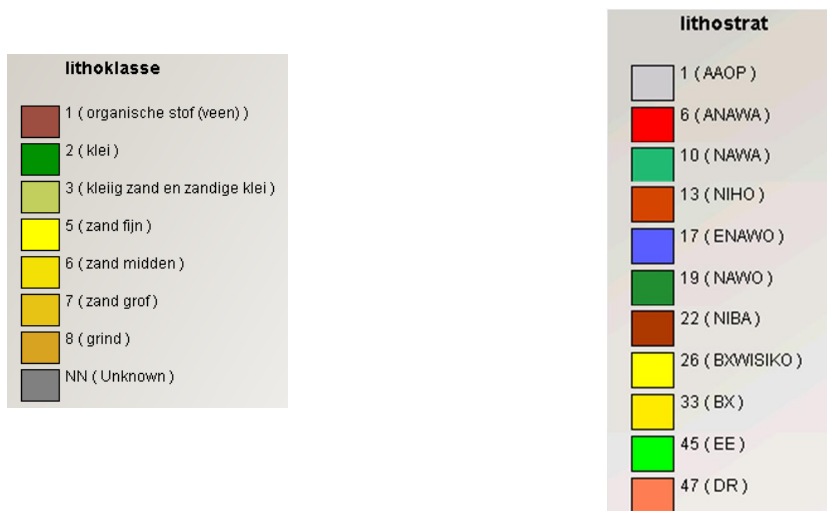 lithoklasse
1 ( organische stof (veen) )
2 ( klei )
3 ( kleiig zand en zandige klei )
5 ( zand fijn )
6 ( zand midden )
7 ( zand grof )
8 ( grind )
NN ( Unknown )
lithostrat
1 ( AAOP )
6 ( ANAWA )
10 ( NAWA )
13 ( NIHO )
17 ( ENAWO )
19 ( NAWO )
22 ( NIBA )
26 ( BXWISIKO )
33 ( BX )
45 ( EE )
47 ( DR )